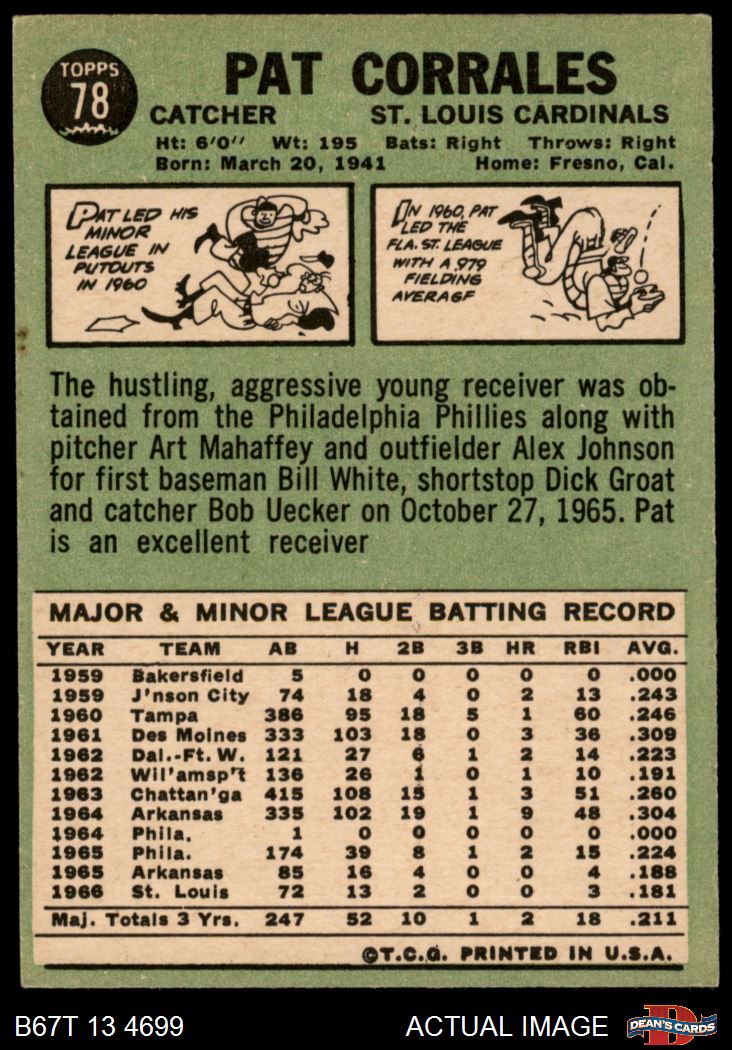 TOPPS
78
PAT CORRALES
CATCHER ST. LOUIS CARDINALS
Ht: 6'0" Wt: 195 Bats: Right Throws: Right
Born: March 20, 1941 Home: Fresno, Cal.
PAT LED HIS
MINOR
LEAGUE IN
PUTOUTS
IN 1960
IN 1960, PAT
LED THE
FLA. ST. LEAGUE
WITH A .979
FIELDING
AVERAGE
The hustling, aggressive young receiver was ob-
tained from the Philadelphia Phillies along with
pitcher Art Mahaffey and outfielder Alex Johnson
for first baseman Bill White, shortstop Dick Groat
and catcher Bob Uecker on October 27, 1965. Pat
is an excellent receiver
MAJOR & MINOR LEAGUE BATTING RECORD
YEAR TEAM AB H 2B 3B HR RBI AVG.
1959 Bakersfield 5 0 0 0 0 0 .000
1959 J'nson City 74 18 4 0 2 13 .243
1960 Tampa 386 95 18 5 1 60 .246
1961 Des Moines 333 103 18 0 3 36 .309
1962 Dal.-Ft. W. 121 27 6 1 2 14 .223
1962 Wil'amsp't 136 26 1 0 1 10 .191
1963 Chattan'ga 415 108 15 1 3 51 .260
1964 Arkansas 335 102 19 1 9 48 .304
1964 Phila. 1 0 0 0 0 0 .000
1965 Phila. 174 39 8 1 2 15 .224
1965 Arkansas 85 16 4 0 0 4 .188
1966 St. Louis 72 13 2 0 0 3 .181
Maj. Totals 3 Yrs. 247 52 10 1 2 18 .211
©T.C.G. PRINTED IN U.S.A.
B67T 13 4699 ACTUAL IMAGE
D
DEAN'S CARDS